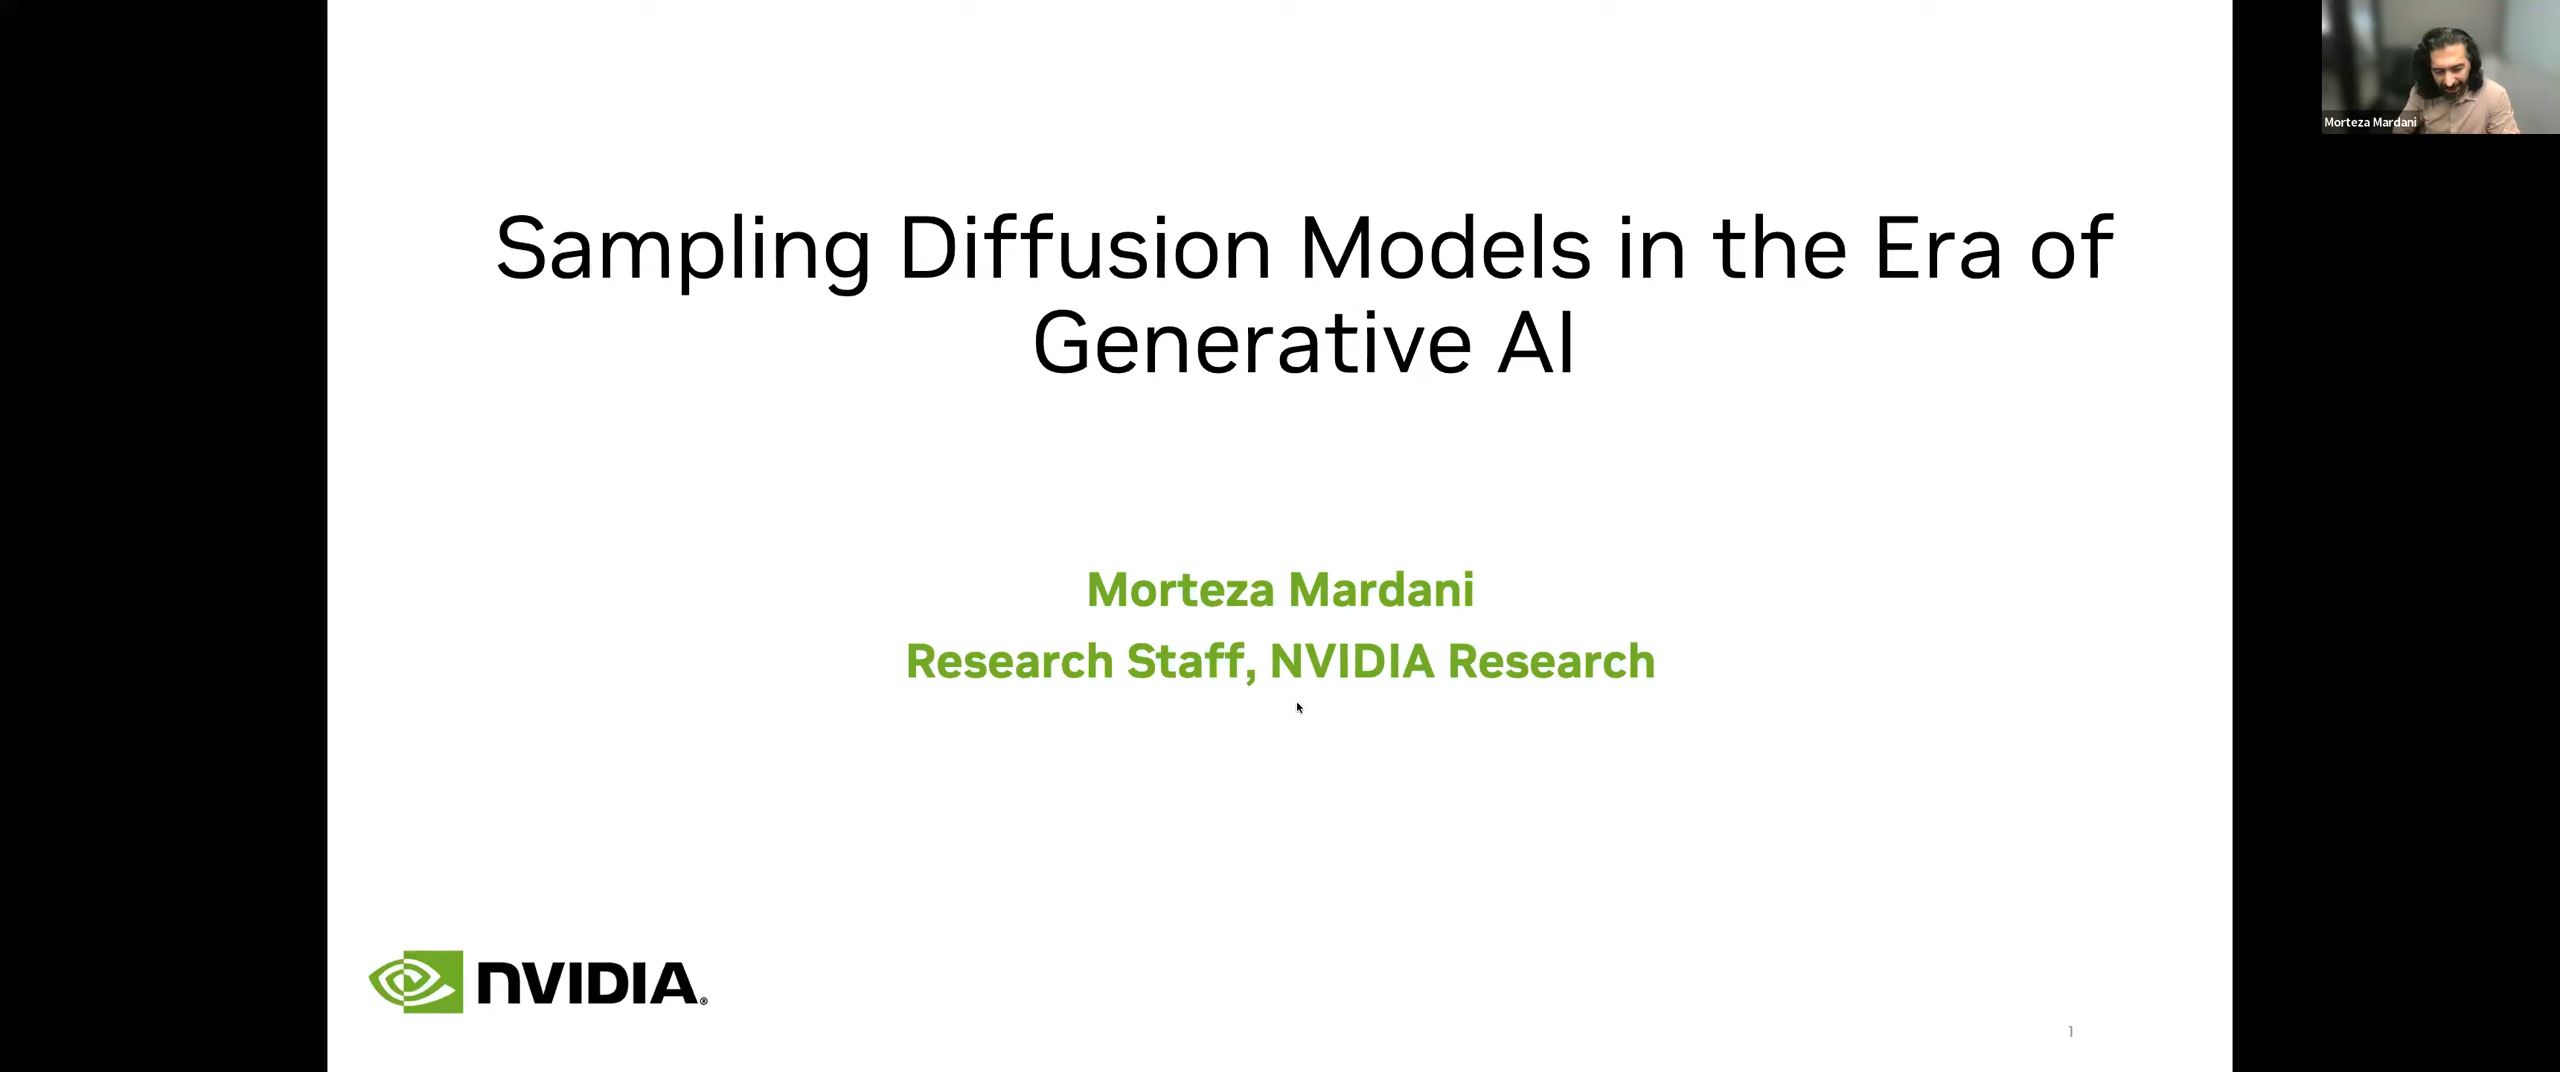 Morteza Mardani
Sampling Diffusion Models in the Era of
Generative AI
Morteza Mardani
Research Staff, NVIDIA Research
NVIDIA®
1